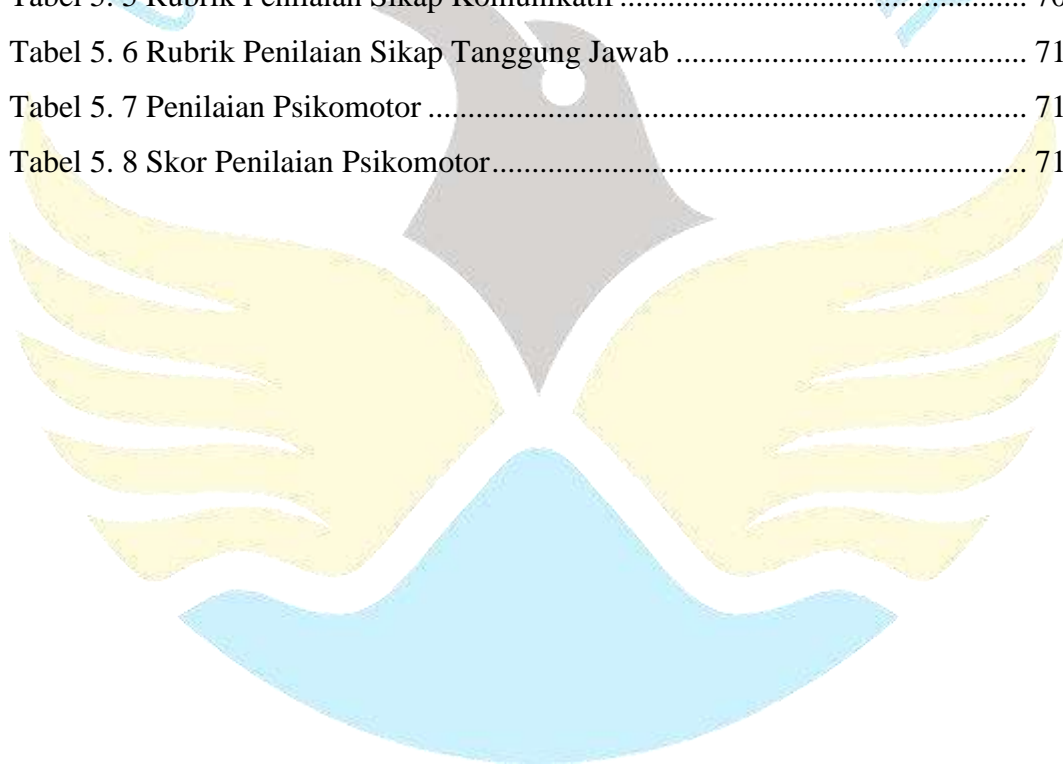 Tabel 5. 5 Rubrik Penilaian Sikap Komunikatif ................................................... 70
Tabel 5. 6 Rubrik Penilaian Sikap Tanggung Jawab ........................................... 71
Tabel 5. 7 Penilaian Psikomotor .......................................................................... 71
Tabel 5. 8 Skor Penilaian Psikomotor.................................................................. 71